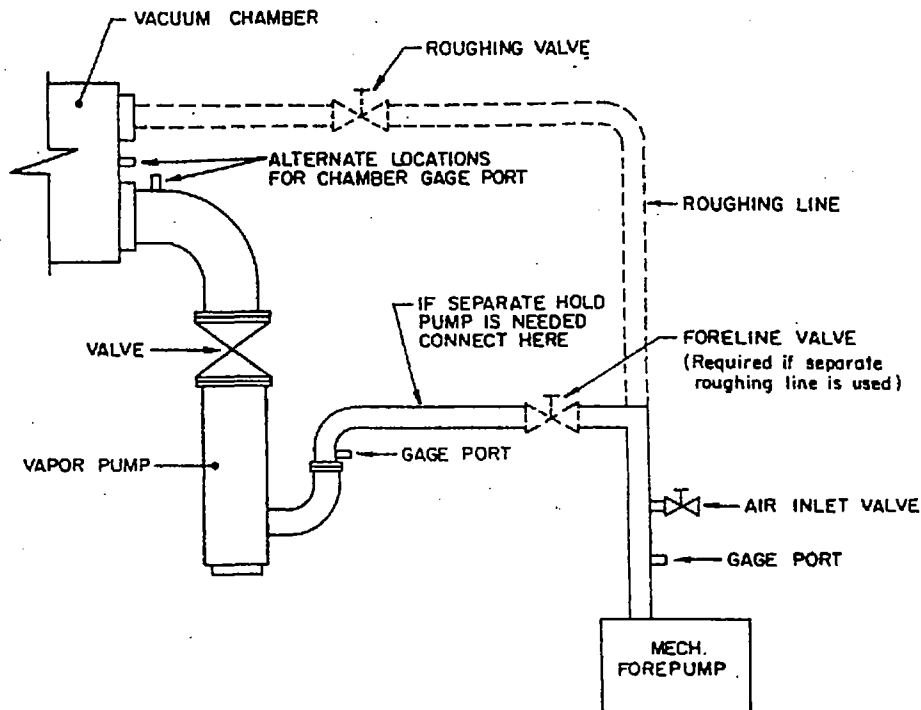 VACUUM CHAMBER
ROUGHING VALVE
ALTERNATE LOCATIONS
FOR CHAMBER GAGE PORT
ROUGHING LINE
IF SEPARATE HOLD
PUMP IS NEEDED
CONNECT HERE
FORELINE VALVE
(Required if separate
roughing line is used)
VALVE
GAGE PORT
VAPOR PUMP
AIR INLET VALVE
GAGE PORT
MECH.
FOREPUMP